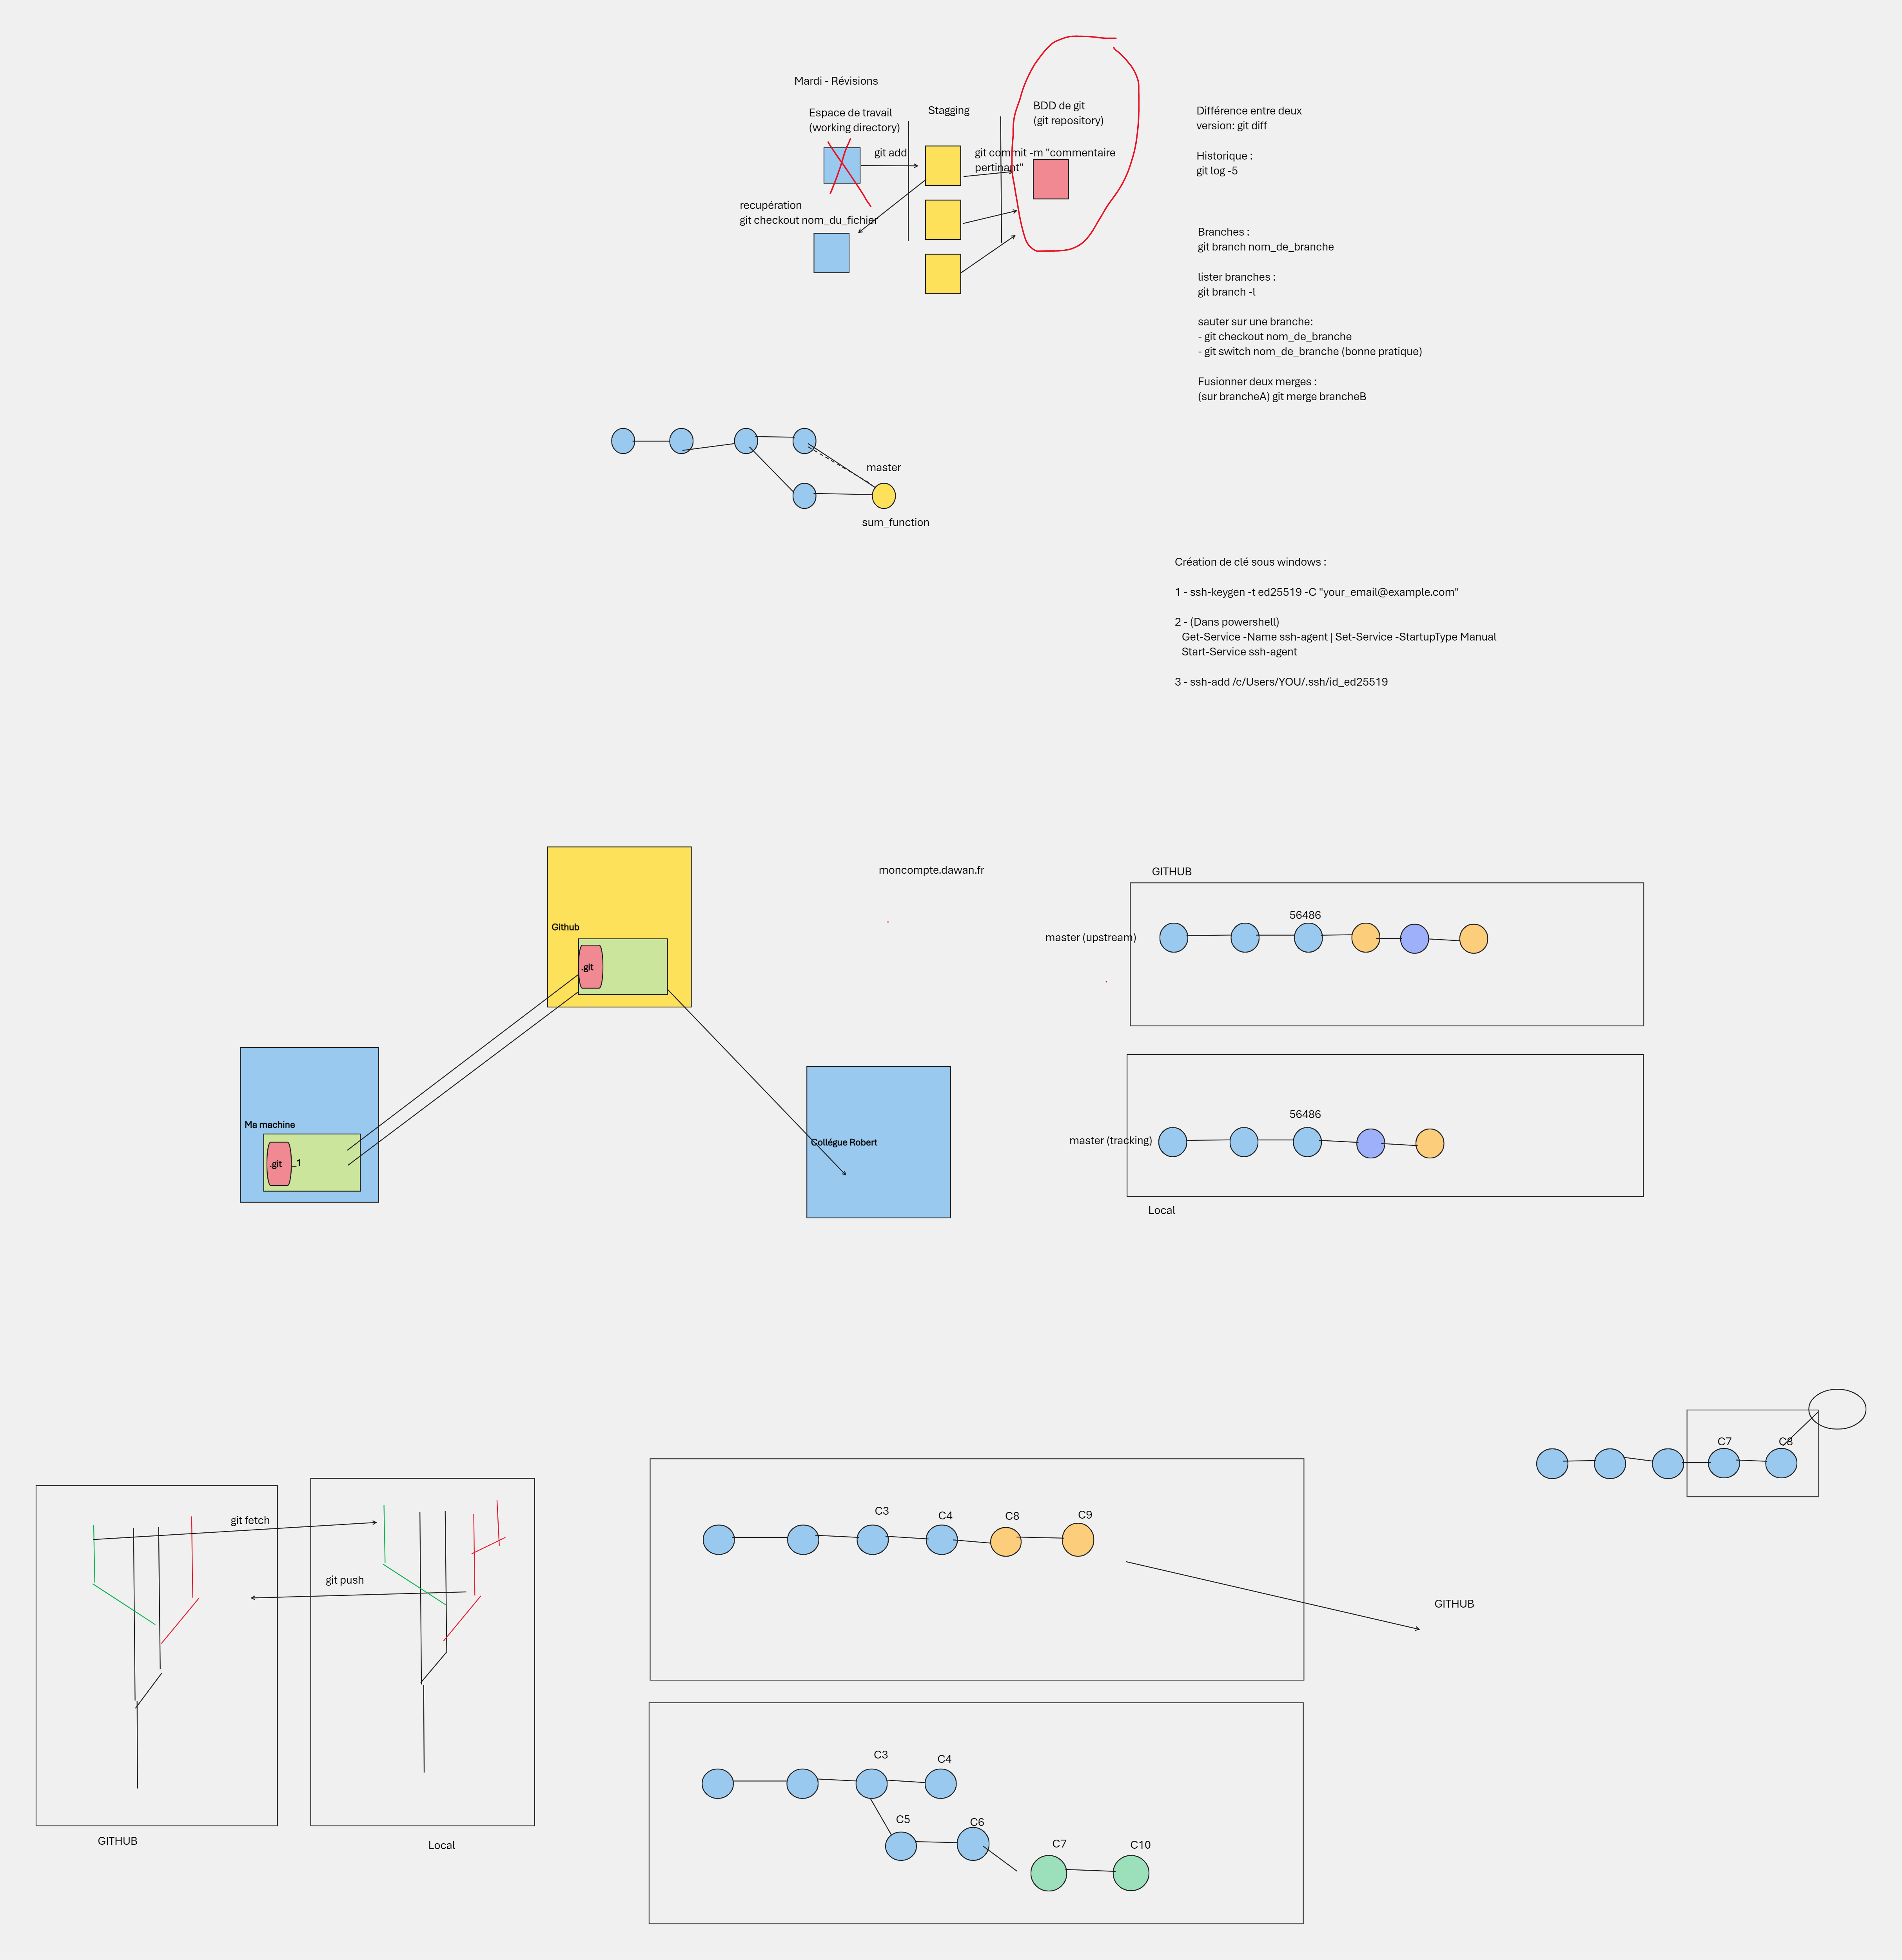 Mardi - Révisions
Espace de travail
(working directory)
Stagging
BDD de git
(git repository)
git add
git commit -m "commentaire
pertinant"
recupération
git checkout nom_du_fichier
Différence entre deux
version: git diff
Historique :
git log -5
Branches :
git branch nom_de_branche
lister branches :
git branch -l
sauter sur une branche:
- git checkout nom_de_branche
- git switch nom_de_branche (bonne pratique)
Fusionner deux merges :
(sur brancheA) git merge brancheB
master
sum_function
Création de clé sous windows :
1 - ssh-keygen -t ed25519 -C "your_email@example.com"
2 - (Dans powershell)
Get-Service -Name ssh-agent | Set-Service -StartupType Manual
Start-Service ssh-agent
3 - ssh-add /c/Users/YOU/.ssh/id_ed25519
Github
.git
Ma machine
.git _1
Collégue Robert
moncompte.dawan.fr
GITHUB
56486
master (upstream)
56486
master (tracking)
Local
C7
C8
git fetch
git push
GITHUB
Local
C3
C4
C8
C9
GITHUB
C3
C4
C5
C6
C7
C10